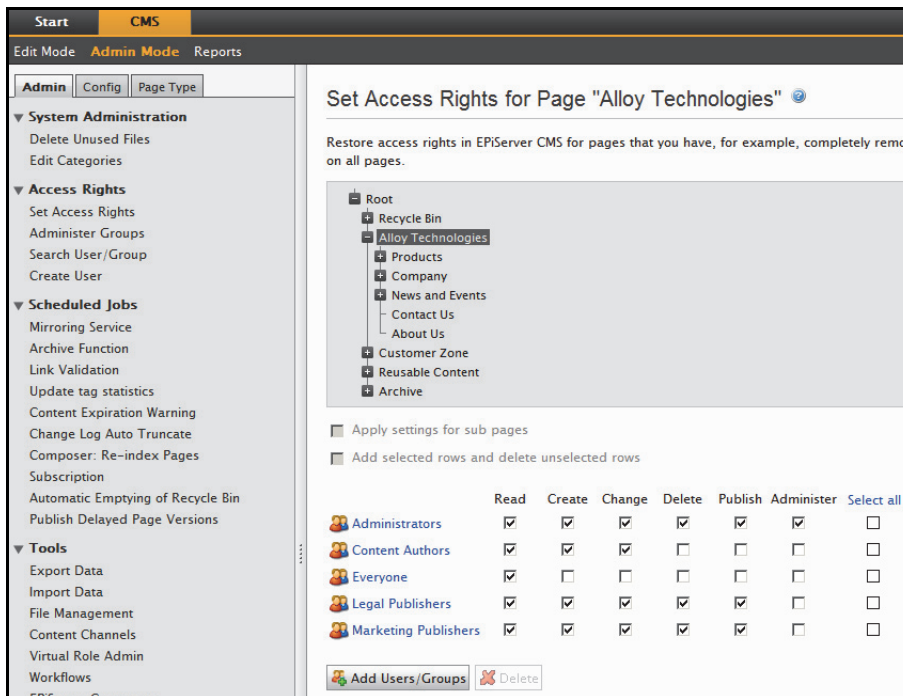 Start CMS
Edit Mode Admin Mode Reports
Admin Config Page Type
System Administration
Delete Unused Files
Edit Categories
Access Rights
Set Access Rights
Administer Groups
Search User/Group
Create User
Scheduled Jobs
Mirroring Service
Archive Function
Link Validation
Update tag statistics
Content Expiration Warning
Change Log Auto Truncate
Composer: Re-index Pages
Subscription
Automatic Emptying of Recycle Bin
Publish Delayed Page Versions
Tools
Export Data
Import Data
File Management
Content Channels
Virtual Role Admin
Workflows
Set Access Rights for Page "Alloy Technologies" ?
Restore access rights in EPiServer CMS for pages that you have, for example, completely remo
on all pages.
Root
Recycle Bin
Alloy Technologies
Products
Company
News and Events
Contact Us
About Us
Customer Zone
Reusable Content
Archive
Apply settings for sub pages
Add selected rows and delete unselected rows
Read Create Change Delete Publish Administer Select all
Administrators
Content Authors
Everyone
Legal Publishers
Marketing Publishers
Add Users/Groups Delete